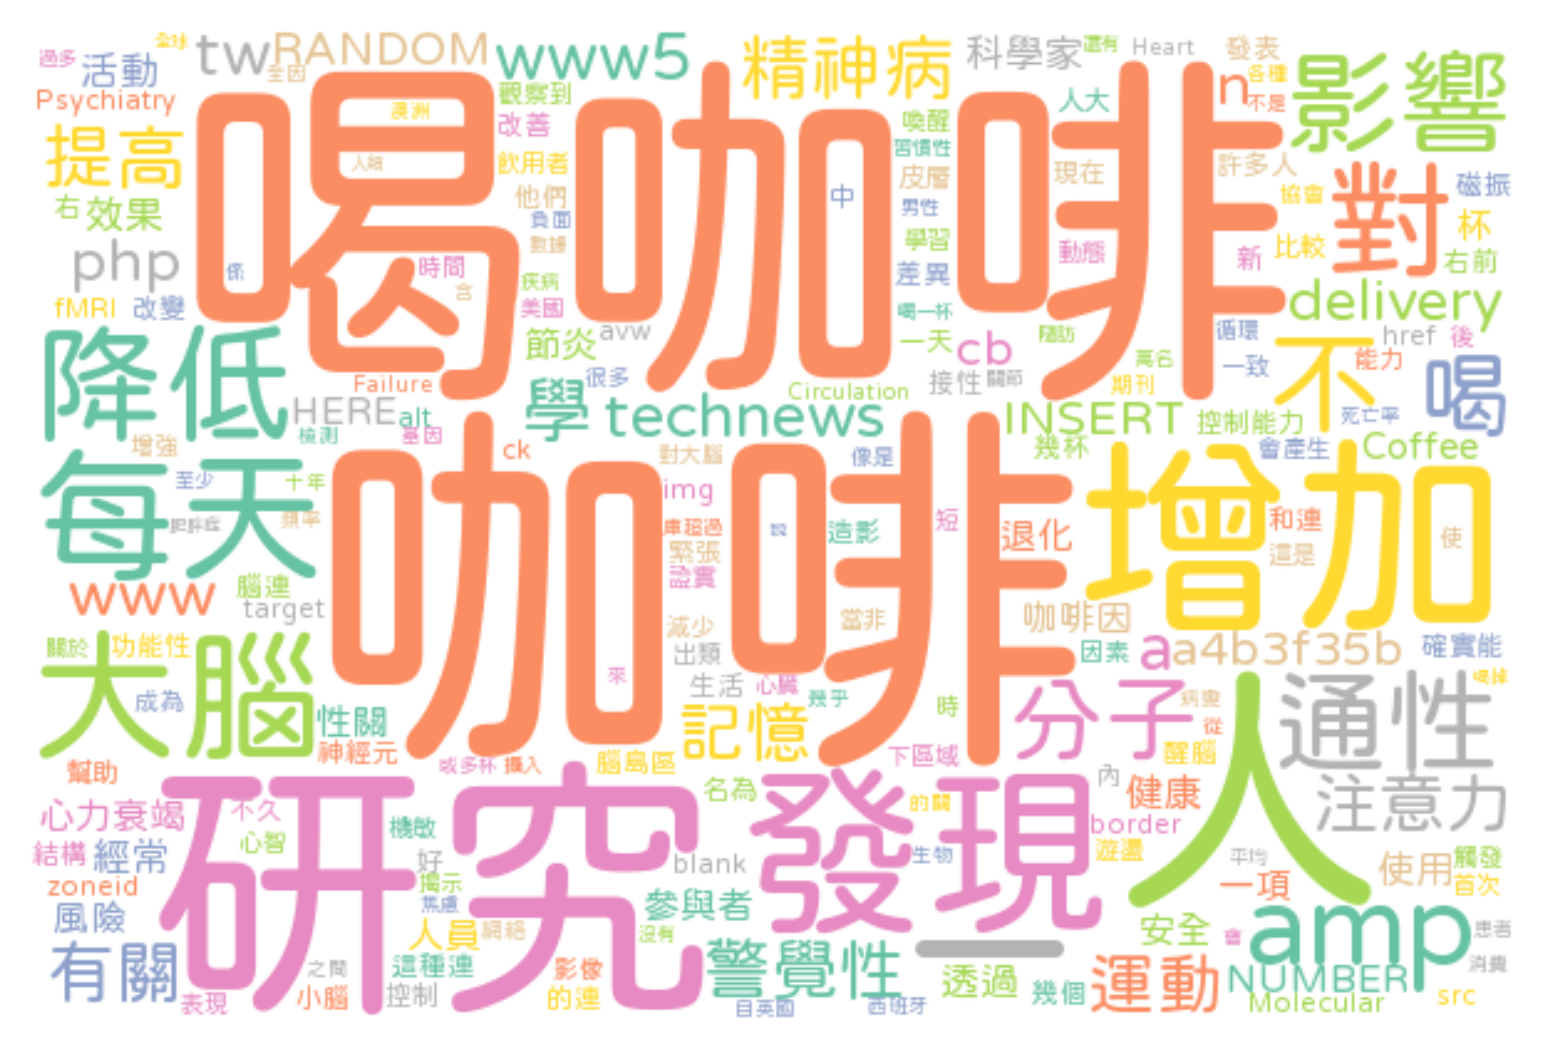 過多
活動
全球
tw
全因
RANDOM
www5
精神病
科學家
還有
Heart
發表
影響
Psychiatry
喝咖啡
澳洲
觀察到
改善
喚醒
人大
n
各種
不是
提高
飲用者
習慣性
皮層
現在
許多人
對
磁振
右
效果
他們
負面
中
男性
協會
杯
php
係
時間
數據
學習
動態
新
比較
右前
fMRI
改變
含
疾病
美國
差異
喝一杯
delivery
降低
節炎
avw
一天
cb
隨訪
循環
不
href
後
Failure
很多
接性
關節
萬名
期刊
一致
能力
喝
HERE
alt
學
technews
Circulation
INSERT
控制能力
死亡率
增強
檢測
基因
咖啡
ck
對大腦
像是
幾杯
會產生
Coffee
每天
至少
十年
肥胖症
頻率
img
庫超過
造影
短
退化
增加
和連
這是
使
www
腦連
target
緊張
減少
當非
咖啡因
大腦
關於
功能性
來
出類
因素
a
a4b3f35b
確實能
成為
性關
生活
心臟
幾乎
時
分子
病變
從
人
通性
喝掉
神經元
或多杯
攝入
腦島區
記憶
下區域
醒腦
幫助
研究
發現
名為
內
健康
注意力
心力衰竭
不久
機敏
的關
border
結構
經常
心智
好
blank
生物
遊盪
平均
使用
觸發
zoneid
揭示
焦慮
參與者
一項
首次
風險
人員
網絡
沒有
一
安全
會
amp
患者
有關
之間
這種連
影像
警覺性
透過
幾個
運動
NUMBER
消費
表現
小腦
控制
的連
目英國
西班牙
Molecular
src